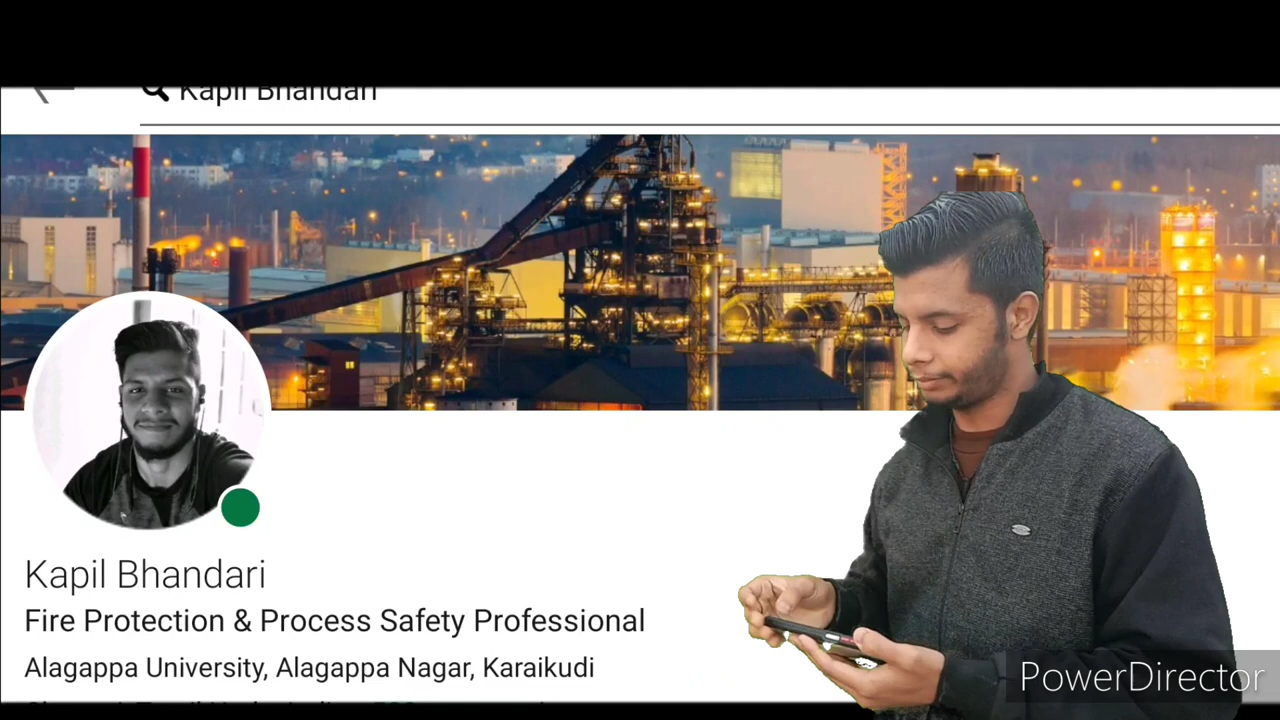 Kapil Bhandari
Kapil Bhandari
Fire Protection & Process Safety Professional
Alagappa University, Alagappa Nagar, Karaikudi
PowerDirector